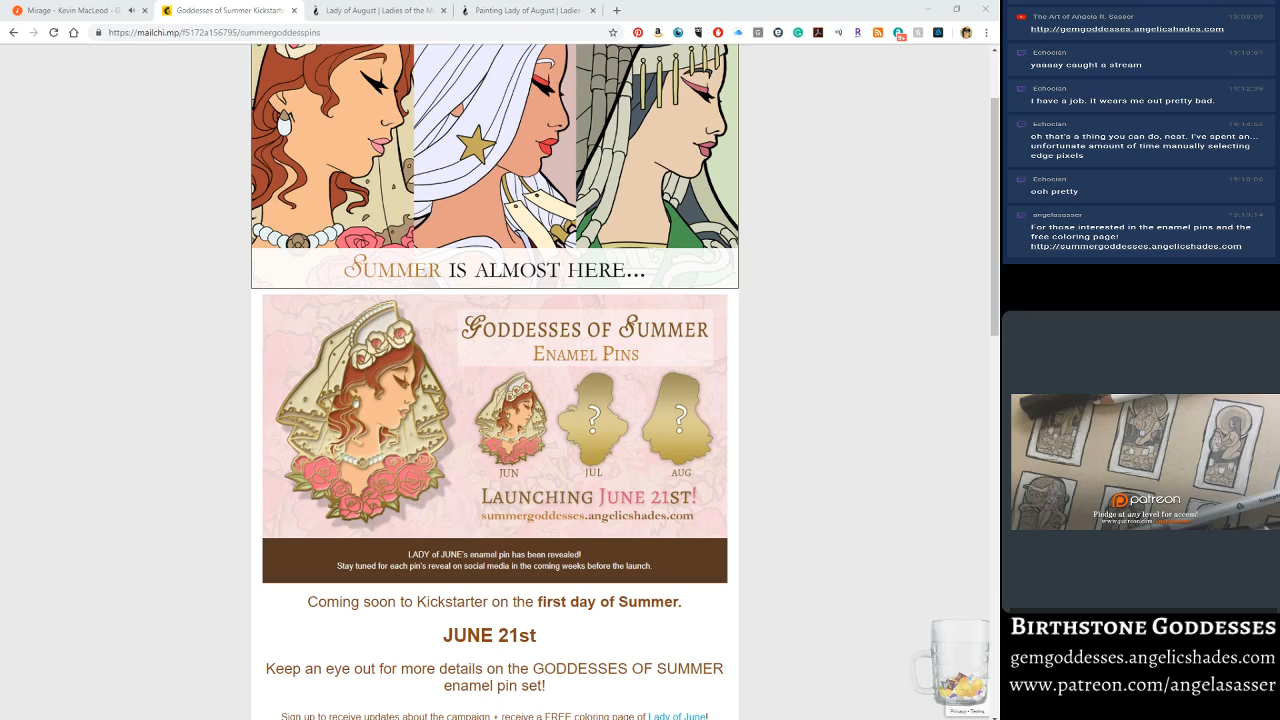 Mirage - Kevin MacLeod - G
Goddesses of Summer Kickstarte
Lady of August | Ladies of the M
Painting Lady of August | Ladies
https://mailchi.mp/f5172a156795/summergoddesspins
SUMMER IS ALMOST HERE...
GODDESSES OF SUMMER
ENAMEL PINS
? ?
JUN JUL AUG
LAUNCHING JUNE 21ST!
summergoddesses.angelicshades.com
LADY of JUNE's enamel pin has been revealed!
Stay tuned for each pin's reveal on social media in the coming weeks before the launch.
Coming soon to Kickstarter on the first day of Summer.
JUNE 21st
Keep an eye out for more details on the GODDESSES OF SUMMER
enamel pin set!
Sign up to receive updates about the campaign + receive a FREE coloring page of Lady of June!
Privacy - Terms
The Art of Angela R. Sasser
http://gemgoddesses.angelicshades.com
Echocian
yaaaay caught a stream
Echocian
I have a job. it wears me out pretty bad.
Echocian
oh that's a thing you can do, neat. I've spent an...
unfortunate amount of time manually selecting
edge pixels
Echocian
ooh pretty
angelasasser 19:19:14
For those interested in the enamel pins and the
free coloring page!
http://summergoddesses.angelicshades.com
patreon
Pledge at any level for access!
BIRTHSTONE GODDESSES
gemgoddesses.angelicshades.com
www.patreon.com/angelasasser